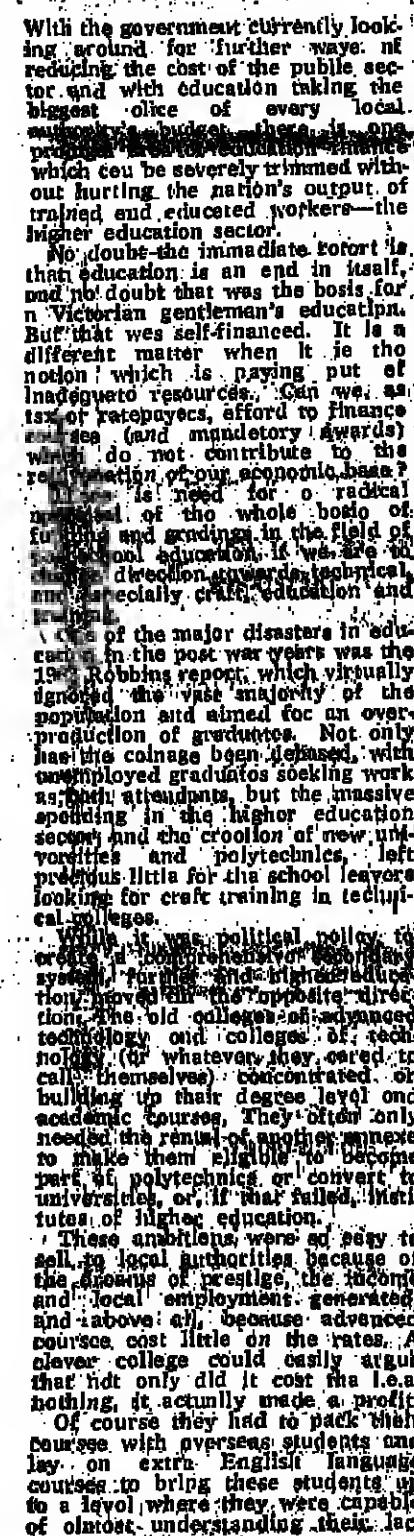 With the government currently look-
ing around for further ways of
reducing the cost of the public sec-
tor and with education taking the
biggest slice of every local
authority's budget, there is one
education finance
which cou be severely trimmed with-
out hurting the nation's output of
trained and educated workers—the
higher education sector.
No doubt the immediate retort is
that education is an end in itself,
and no doubt that was the basis for
a Victorian gentleman's education.
But that was self-financed. It is a
different matter when it is the
nation which is paying out of
inadequate resources. Can we, as
tax or ratepayers, afford to finance
courses (and mandatory awards)
which do not contribute to the
of our economic base?
There is need for a radical
of the whole basis of
and gradings in the field of
education if we are to
change direction towards technical,
and especially craft, education and
training.
One of the major disasters in edu-
cation in the post war years was the
Robbins report, which virtually
ignored the vast majority of the
population and aimed for an over-
production of graduates. Not only
has the coinage been debased, with
unemployed graduates seeking work
as attendants, but the massive
spending in the higher education
sector, and the creation of new uni-
versities and polytechnics, left
precious little for the school leavers
looking for craft training in techni-
cal colleges.
While it was political policy to
create a comprehensive secondary
system, further and higher educa
tion moved in the opposite direc
tion. The old colleges of advanced
technology and colleges of tech
nology (or whatever they cared to
call themselves) concentrated on
building up their degree level and
academic courses. They often only
needed the rental of another annexe
to make them eligible to become
part of polytechnics or convert to
universities, or, if that failed, insti
tutes of higher education.
These ambitions were so easy to
sell to local authorities because of
the dreams of prestige, the income
and local employment generated
and above all, because advanced
courses cost little on the rates. A
clever college could easily argue
that not only did it cost the l.e.a
nothing, it actually made a profit
Of course they had to pack their
courses with overseas students and
lay on extra English language
courses to bring these students up
to a level where they were capable
of almost understanding their lec